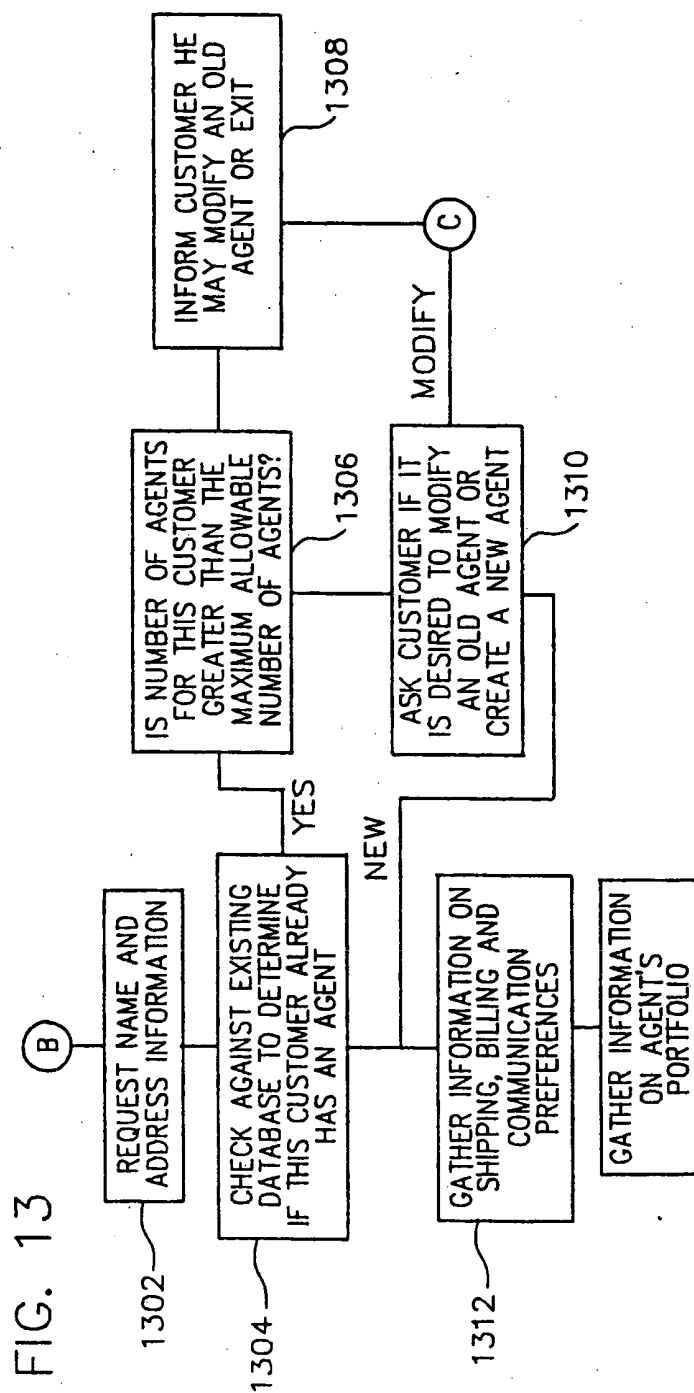 FIG. 13
B
REQUEST NAME AND
ADDRESS INFORMATION
1302
CHECK AGAINST EXISTING
DATABASE TO DETERMINE
IF THIS CUSTOMER ALREADY
HAS AN AGENT
1304
YES
IS NUMBER OF AGENTS
FOR THIS CUSTOMER
GREATER THAN THE
MAXIMUM ALLOWABLE
NUMBER OF AGENTS?
1306
INFORM CUSTOMER HE
MAY MODIFY AN OLD
AGENT OR EXIT
1308
C
MODIFY
ASK CUSTOMER IF IT
IS DESIRED TO MODIFY
AN OLD AGENT OR
CREATE A NEW AGENT
1310
NEW
GATHER INFORMATION ON
SHIPPING, BILLING AND
COMMUNICATION
PREFERENCES
1312
GATHER INFORMATION
ON AGENT'S
PORTFOLIO